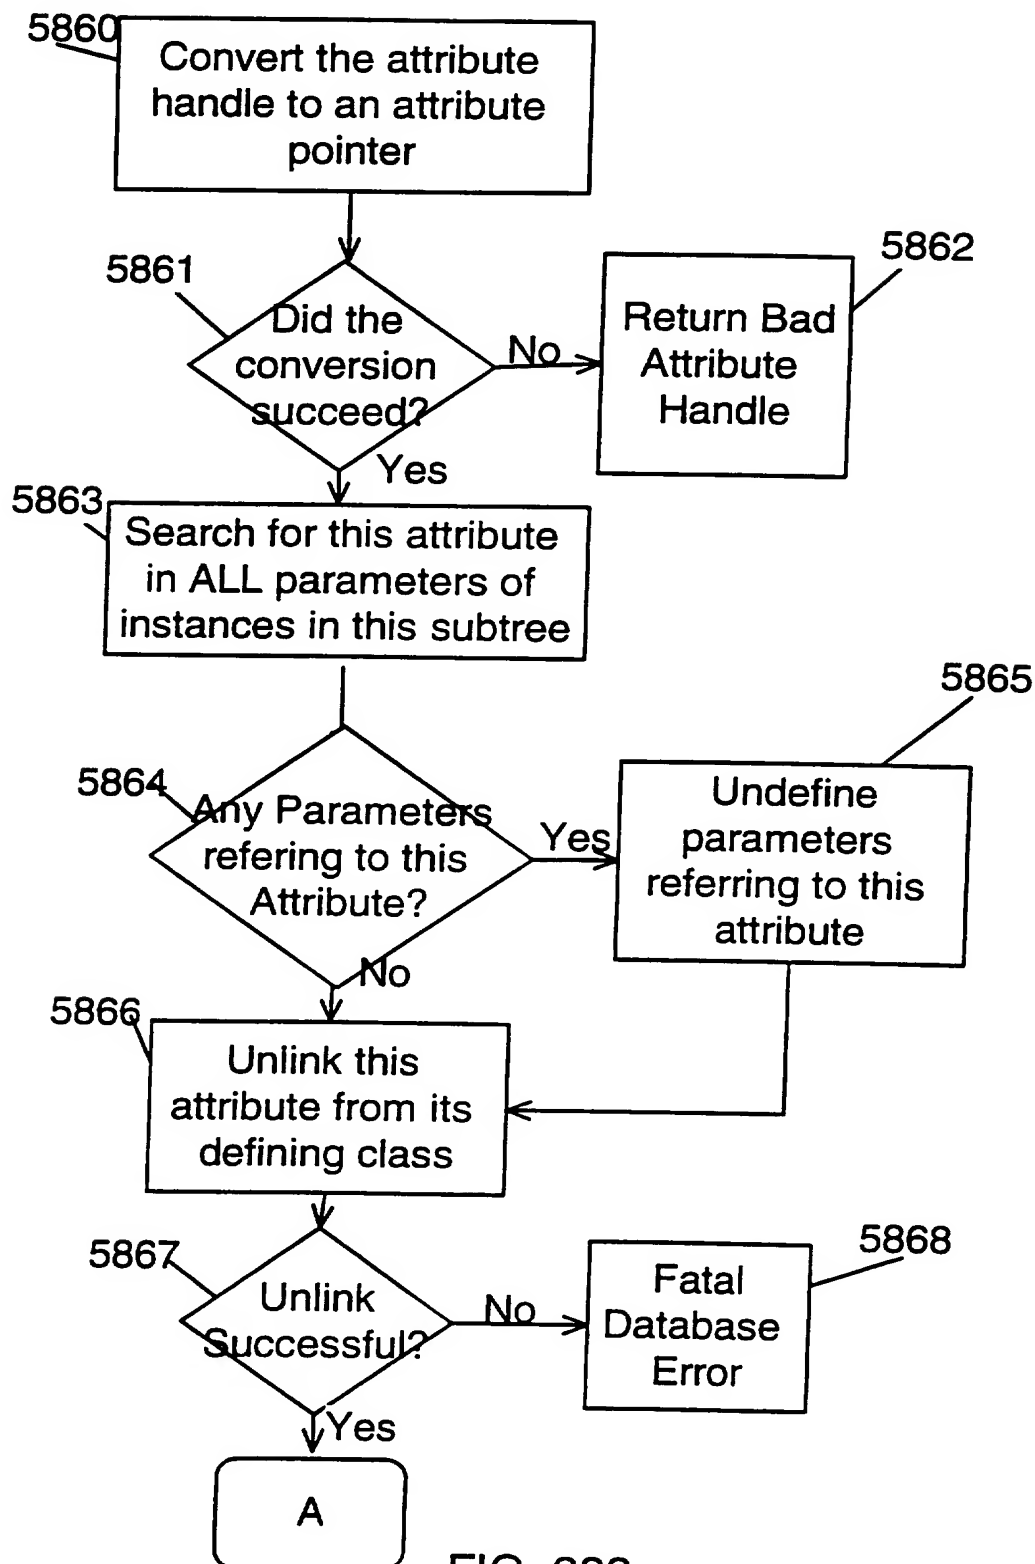 5860
Convert the attribute
handle to an attribute
pointer
5861
Did the
conversion
succeed?
No
5862
Return Bad
Attribute
Handle
Yes
5863
Search for this attribute
in ALL parameters of
instances in this subtree
5864
Any Parameters
refering to this
Attribute?
Yes
5865
Undefine
parameters
referring to this
attribute
No
5866
Unlink this
attribute from its
defining class
5867
Unlink
Successful?
No
5868
Fatal
Database
Error
Yes
A
FIG.